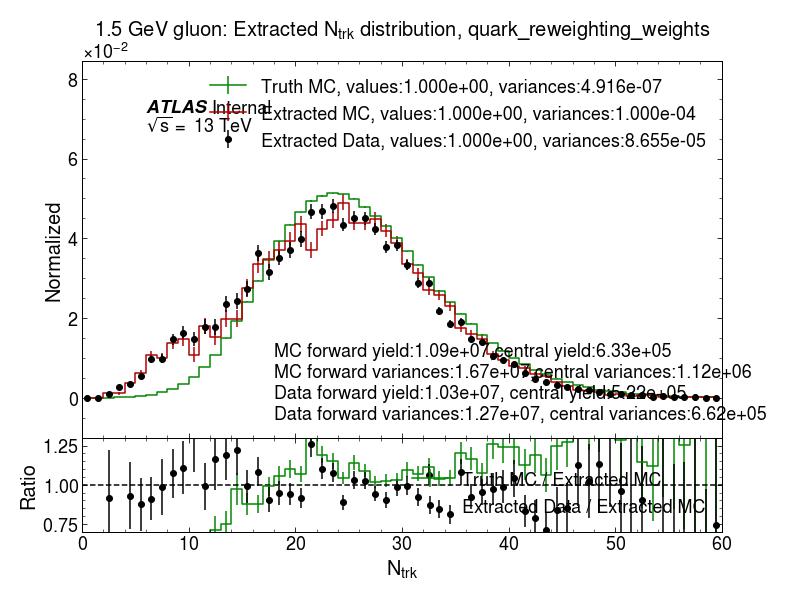 1.5 GeV gluon: Extracted Ntrk distribution, quark_reweighting_weights
×10−2
Truth MC, values:1.000e+00, variances:4.916e-07
ATLAS Internal
Extracted MC, values:1.000e+00, variances:1.000e-04
√s = 13 TeV
Extracted Data, values:1.000e+00, variances:8.655e-05
8
6
4
2
0
Normalized
MC forward yield:1.09e+07, central yield:6.33e+05
MC forward variances:1.67e+07, central variances:1.12e+06
Data forward yield:1.03e+07, central yield:5.22e+05
Data forward variances:1.27e+07, central variances:6.62e+05
1.25
1.00
0.75
Ratio
Truth MC / Extracted MC
Extracted Data / Extracted MC
0 10 20 30 40 50 60
Ntrk